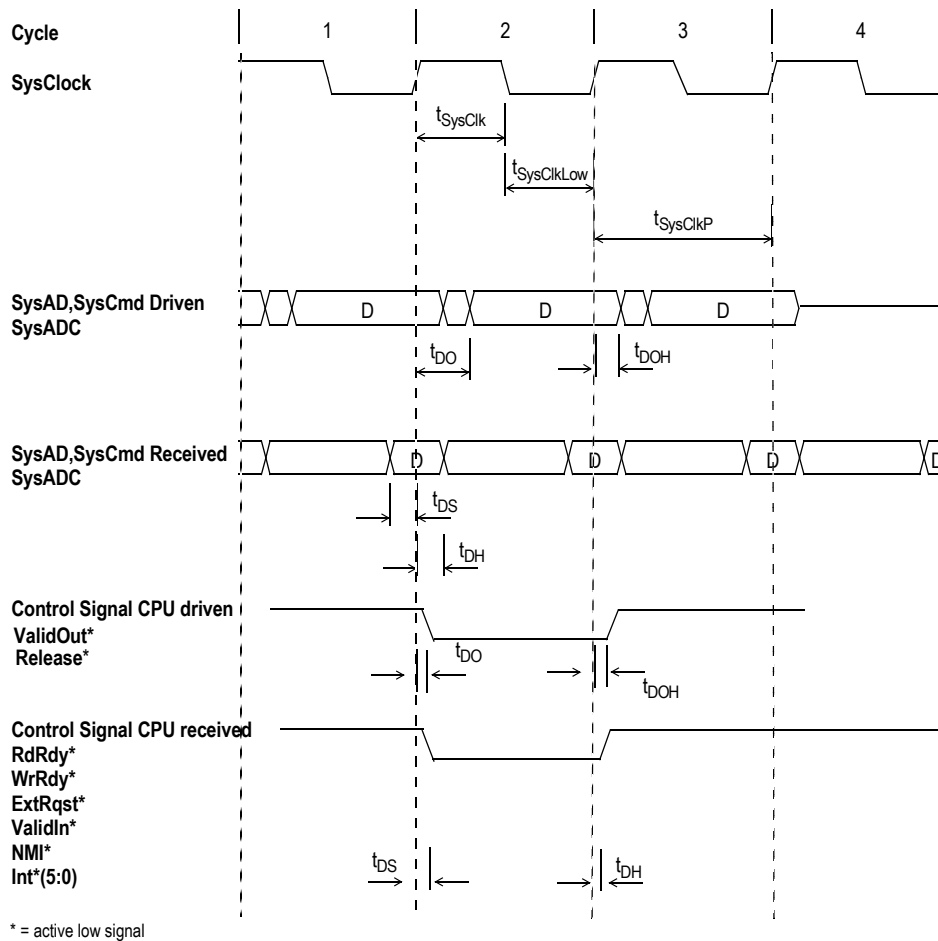 Cycle 1 2 3 4
SysClock
tSysClk
tSysClkLow
tSysClkP
SysAD,SysCmd Driven
SysADC
D D D
tDO tDOH
SysAD,SysCmd Received
SysADC
D D D D
tDS
tDH
Control Signal CPU driven
ValidOut*
Release*
tDO
tDOH
Control Signal CPU received
RdRdy*
WrRdy*
ExtRqst*
ValidIn*
NMI*
Int*(5:0)
tDS tDH
* = active low signal